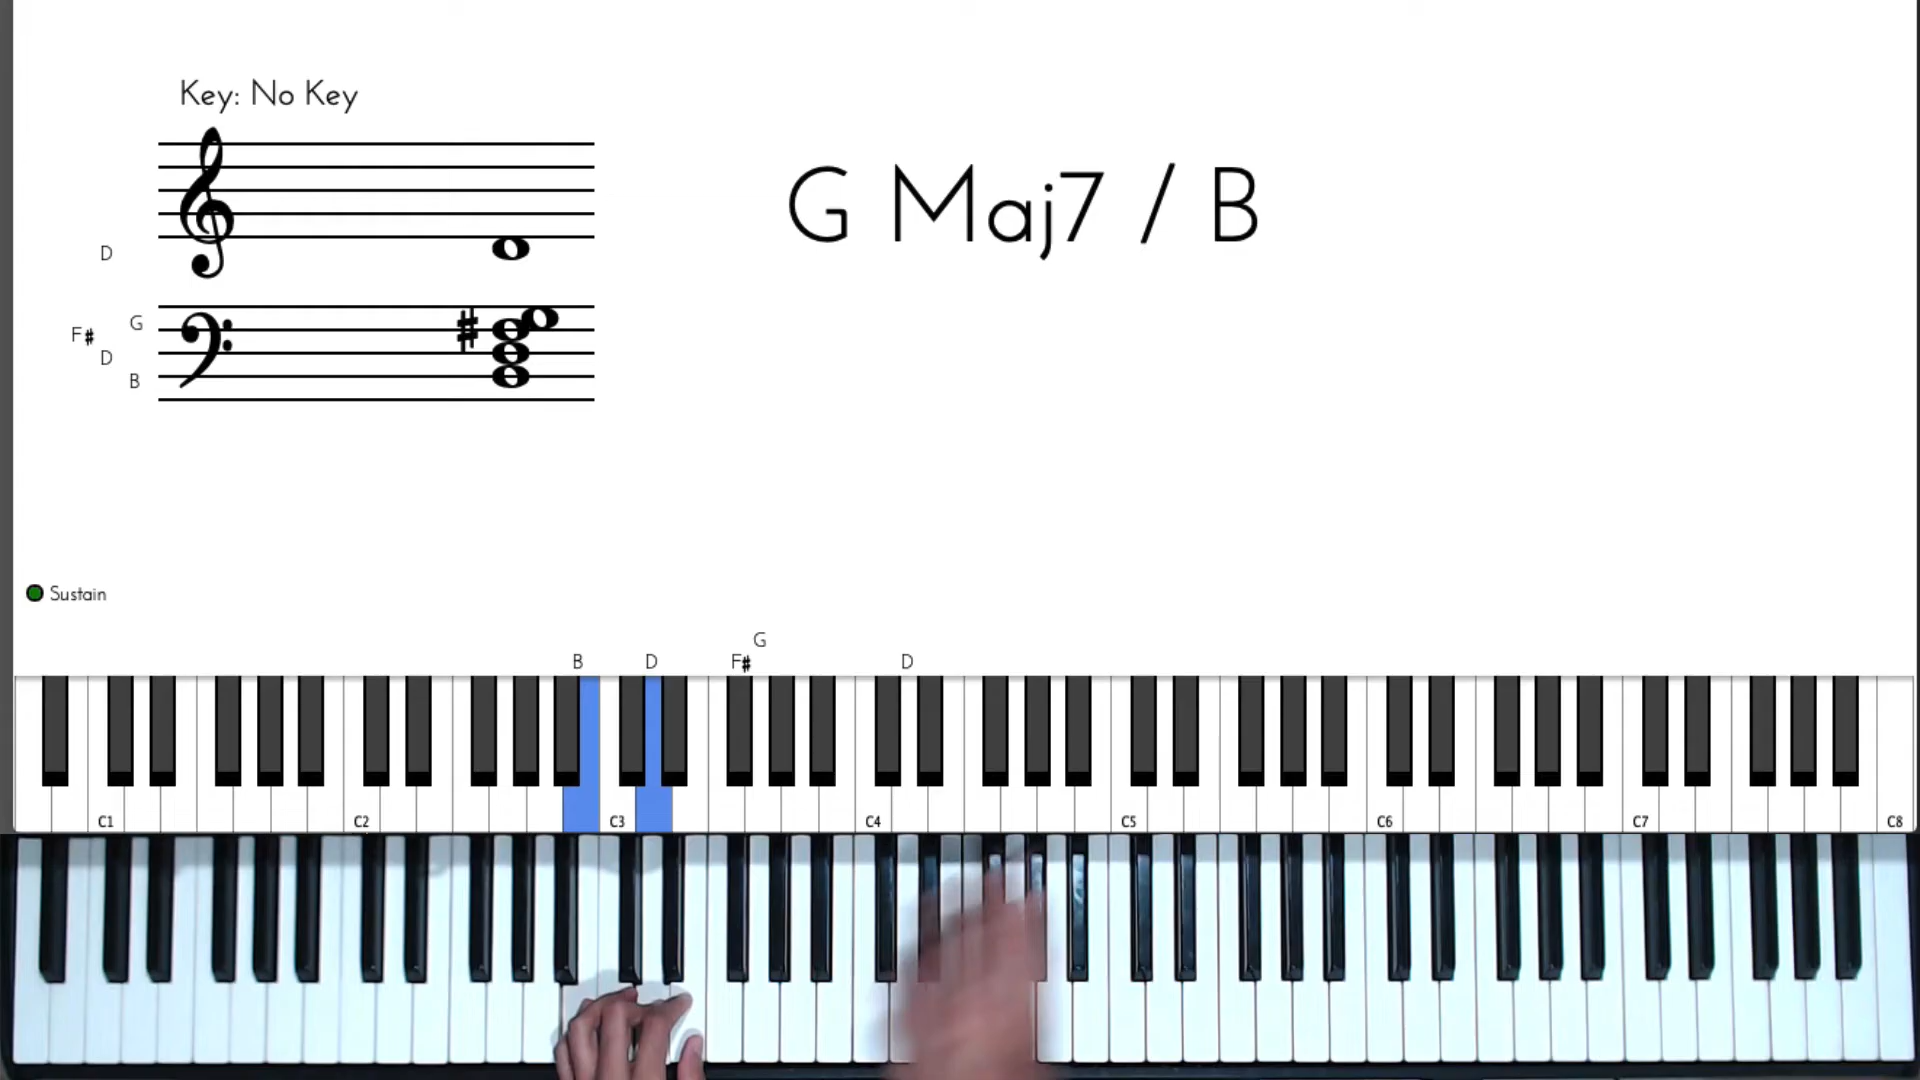 Key: No Key
G Maj7 / B
D
G
F#
D
B
Sustain
G
B D F# D
C1 C2 C3 C4 C5 C6 C7 C8